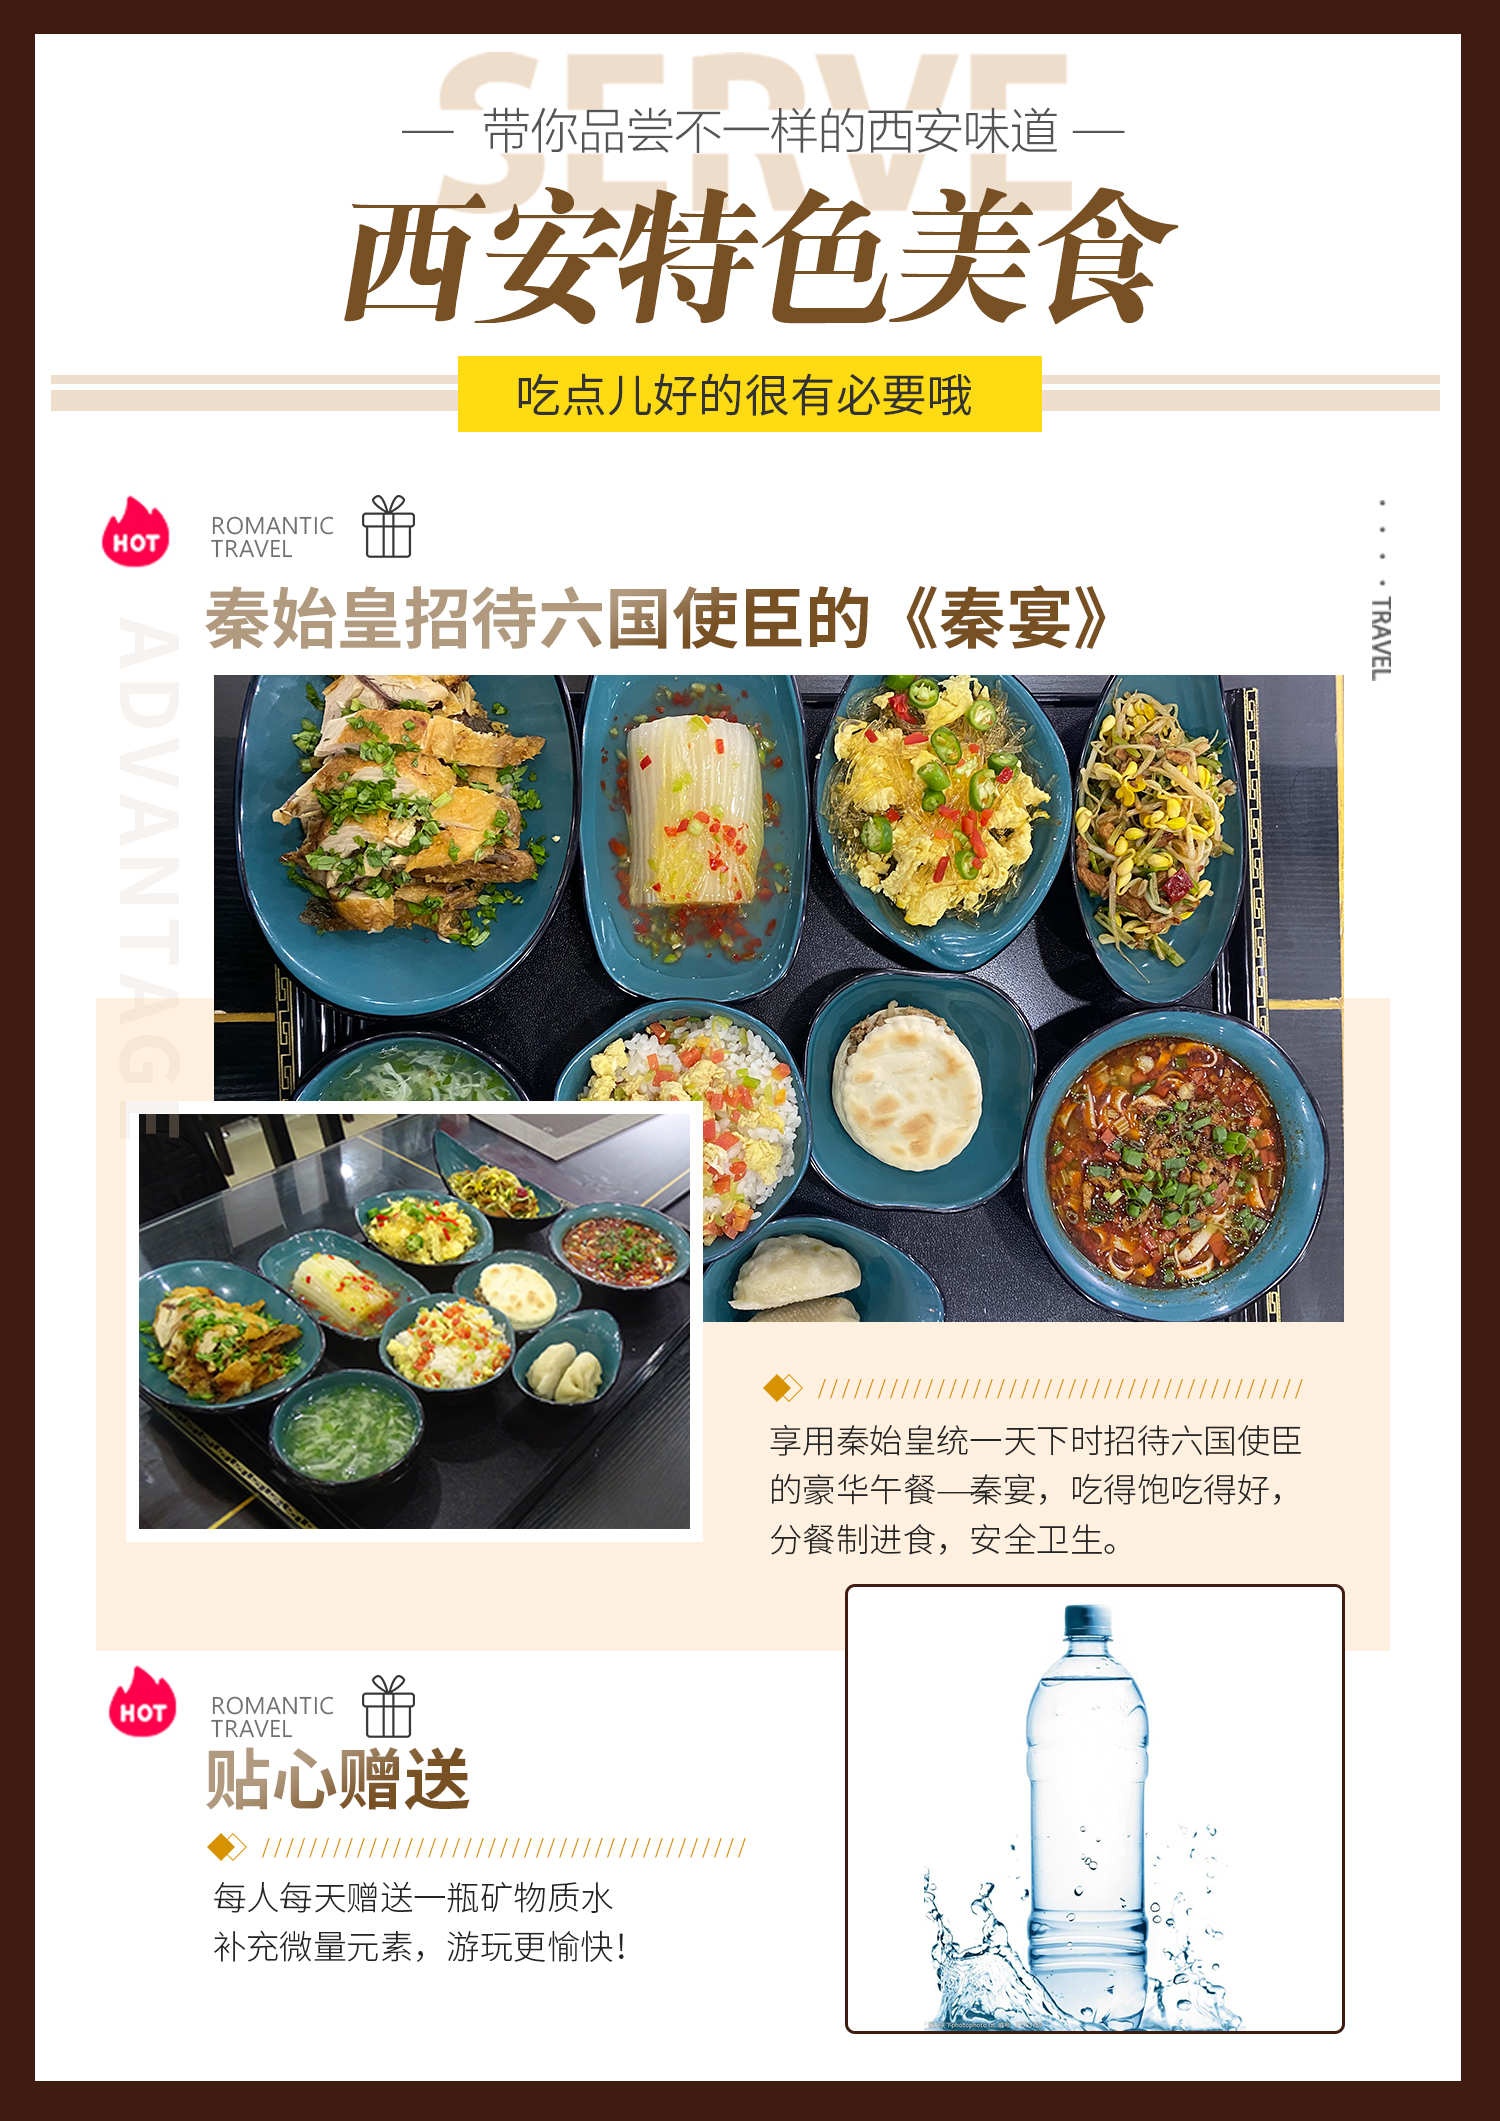 SERVE
— 带你品尝不一样的西安味道 —
西安特色美食
吃点儿好的很有必要哦
HOT
ROMANTIC
TRAVEL
TRAVEL
秦始皇招待六国使臣的《秦宴》
ADVANTAGE
享用秦始皇统一天下时招待六国使臣
的豪华午餐——秦宴，吃得饱吃得好，
分餐制进食，安全卫生。
HOT
ROMANTIC
TRAVEL
贴心赠送
每人每天赠送一瓶矿物质水
补充微量元素，游玩更愉快！